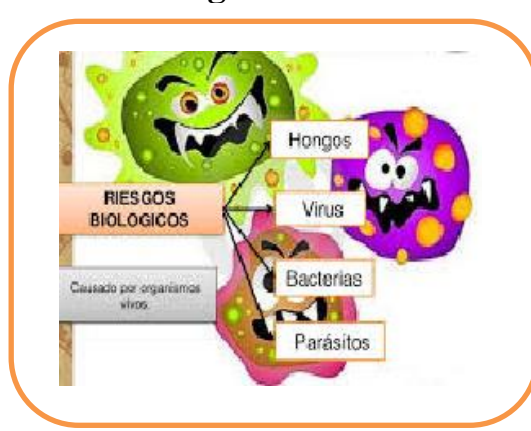 RIESGOS
BIOLOGICOS
Causado por organismos
vivos.
Hongos
Virus
Bacterias
Parásitos